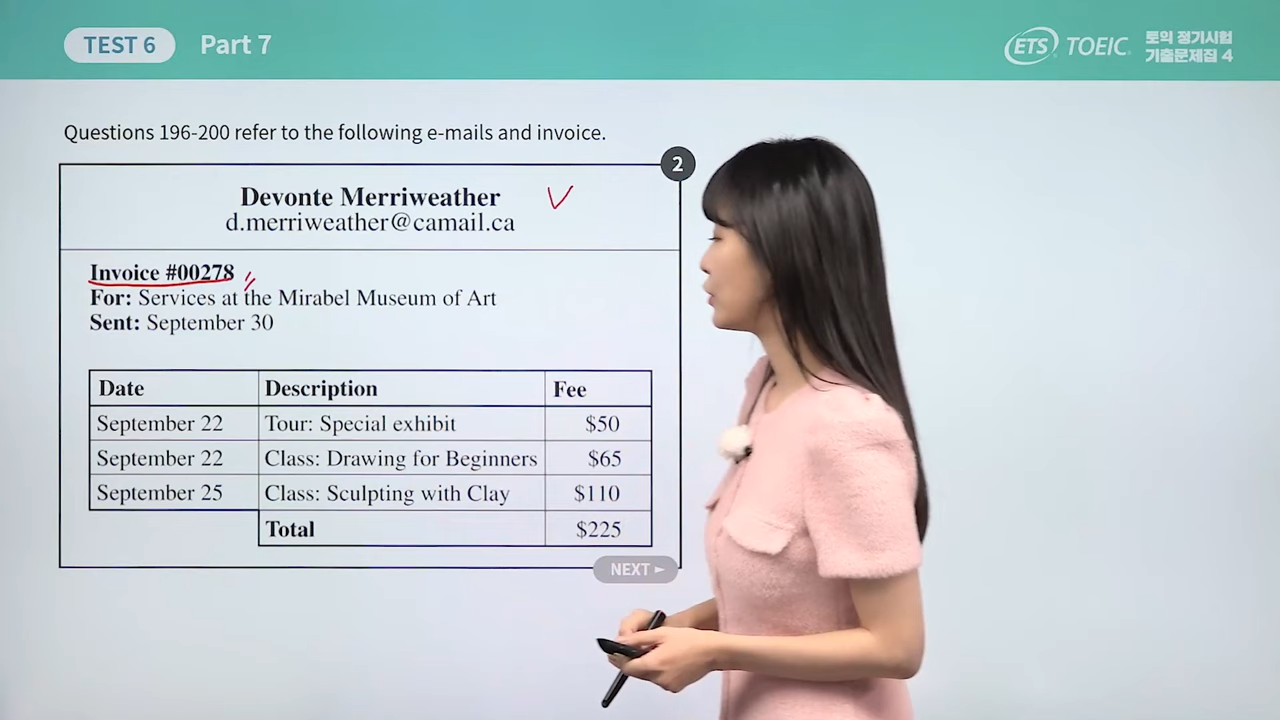 TEST 6 Part 7
ETS TOEIC 토익 정기시험
기출문제집 4
Questions 196-200 refer to the following e-mails and invoice.
2
Devonte Merriweather
d.merriweather@camail.ca
Invoice #00278
For: Services at the Mirabel Museum of Art
Sent: September 30
Date Description Fee
September 22 Tour: Special exhibit $50
September 22 Class: Drawing for Beginners $65
September 25 Class: Sculpting with Clay $110
Total $225
NEXT ►